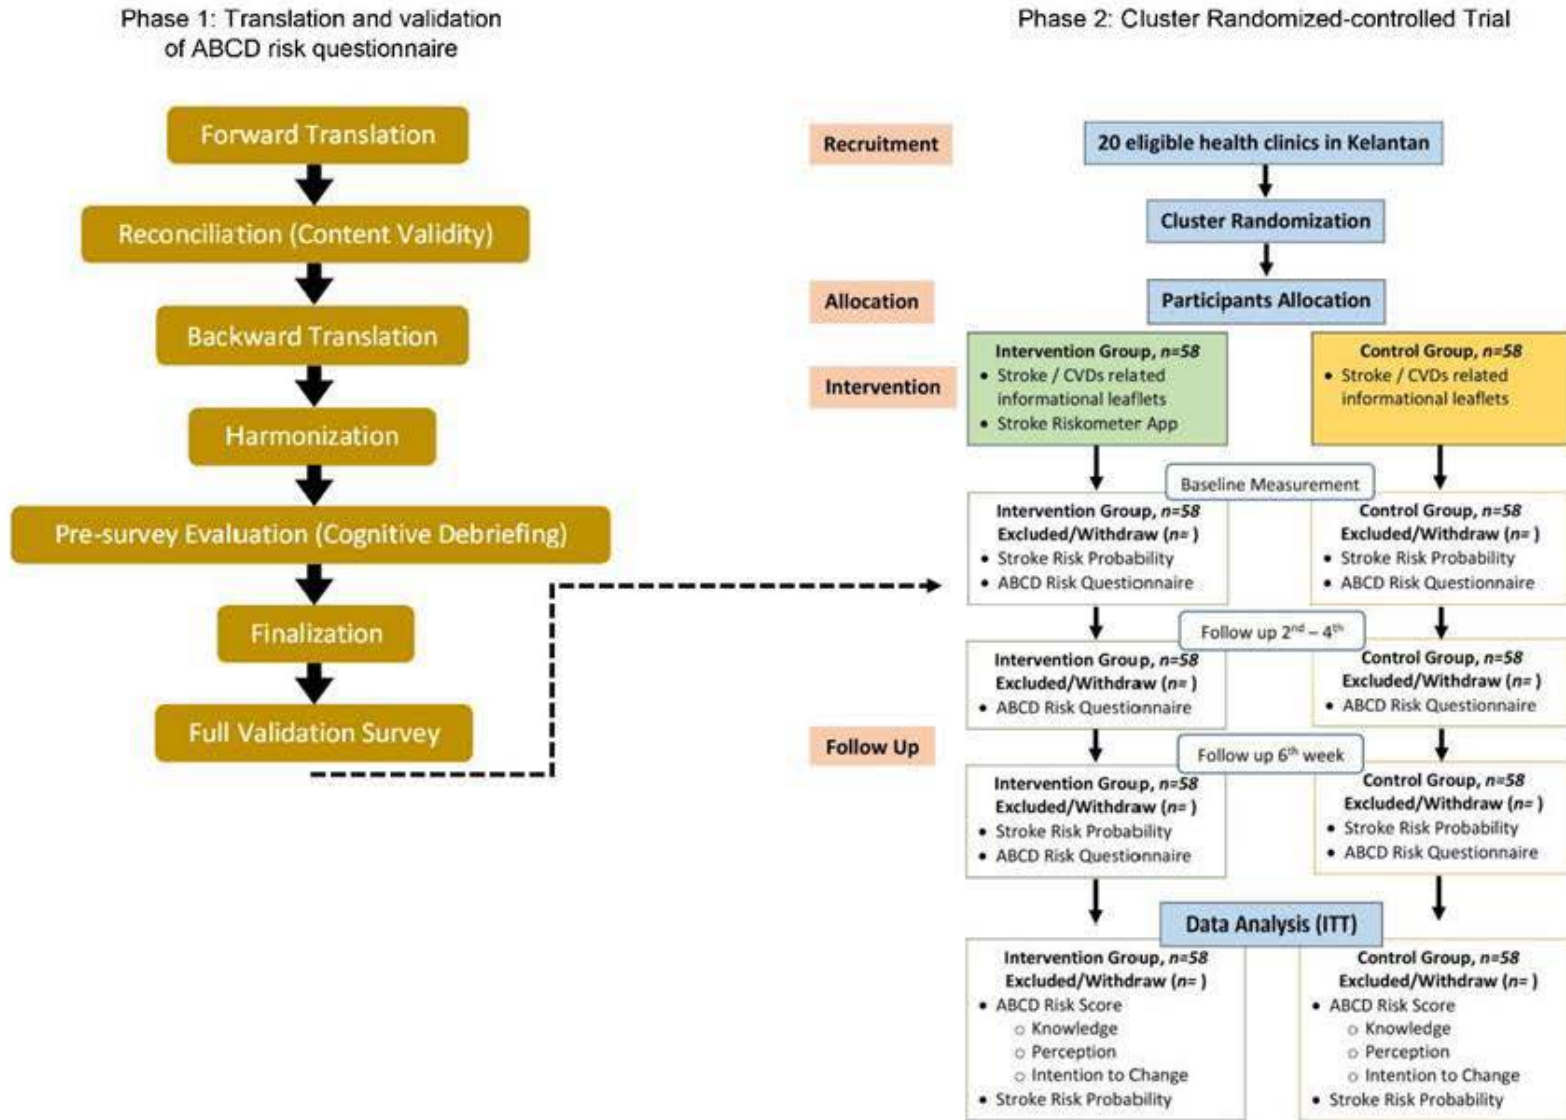 Phase 1: Translation and validation
of ABCD risk questionnaire
Forward Translation
Reconciliation (Content Validity)
Backward Translation
Harmonization
Pre-survey Evaluation (Cognitive Debriefing)
Finalization
Full Validation Survey
Phase 2: Cluster Randomized-controlled Trial
Recruitment
20 eligible health clinics in Kelantan
Cluster Randomization
Allocation
Participants Allocation
Intervention
Intervention Group, n=58
• Stroke / CVDs related
informational leaflets
• Stroke Riskometer App
Control Group, n=58
• Stroke / CVDs related
informational leaflets
Baseline Measurement
Intervention Group, n=58
Excluded/Withdraw (n= )
• Stroke Risk Probability
• ABCD Risk Questionnaire
Control Group, n=58
Excluded/Withdraw (n= )
• Stroke Risk Probability
• ABCD Risk Questionnaire
Follow up 2nd – 4th
Intervention Group, n=58
Excluded/Withdraw (n= )
• ABCD Risk Questionnaire
Control Group, n=58
Excluded/Withdraw (n= )
• ABCD Risk Questionnaire
Follow Up
Follow up 6th week
Intervention Group, n=58
Excluded/Withdraw (n= )
• Stroke Risk Probability
• ABCD Risk Questionnaire
Control Group, n=58
Excluded/Withdraw (n= )
• Stroke Risk Probability
• ABCD Risk Questionnaire
Data Analysis (ITT)
Intervention Group, n=58
Excluded/Withdraw (n= )
• ABCD Risk Score
o Knowledge
o Perception
o Intention to Change
• Stroke Risk Probability
Control Group, n=58
Excluded/Withdraw (n= )
• ABCD Risk Score
o Knowledge
o Perception
o Intention to Change
• Stroke Risk Probability